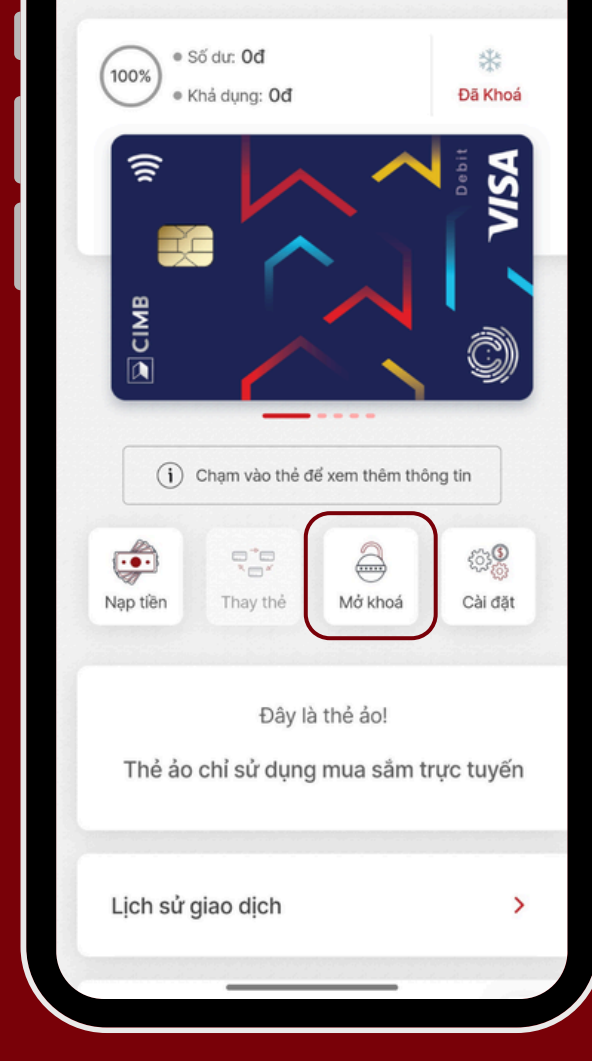 100%
Số dư: 0đ
Khả dụng: 0đ
Đã Khoá
Debit
VISA
CIMB
Chạm vào thẻ để xem thêm thông tin
Nạp tiền
Thay thẻ
Mở khoá
Cài đặt
Đây là thẻ ảo!
Thẻ ảo chỉ sử dụng mua sắm trực tuyến
Lịch sử giao dịch